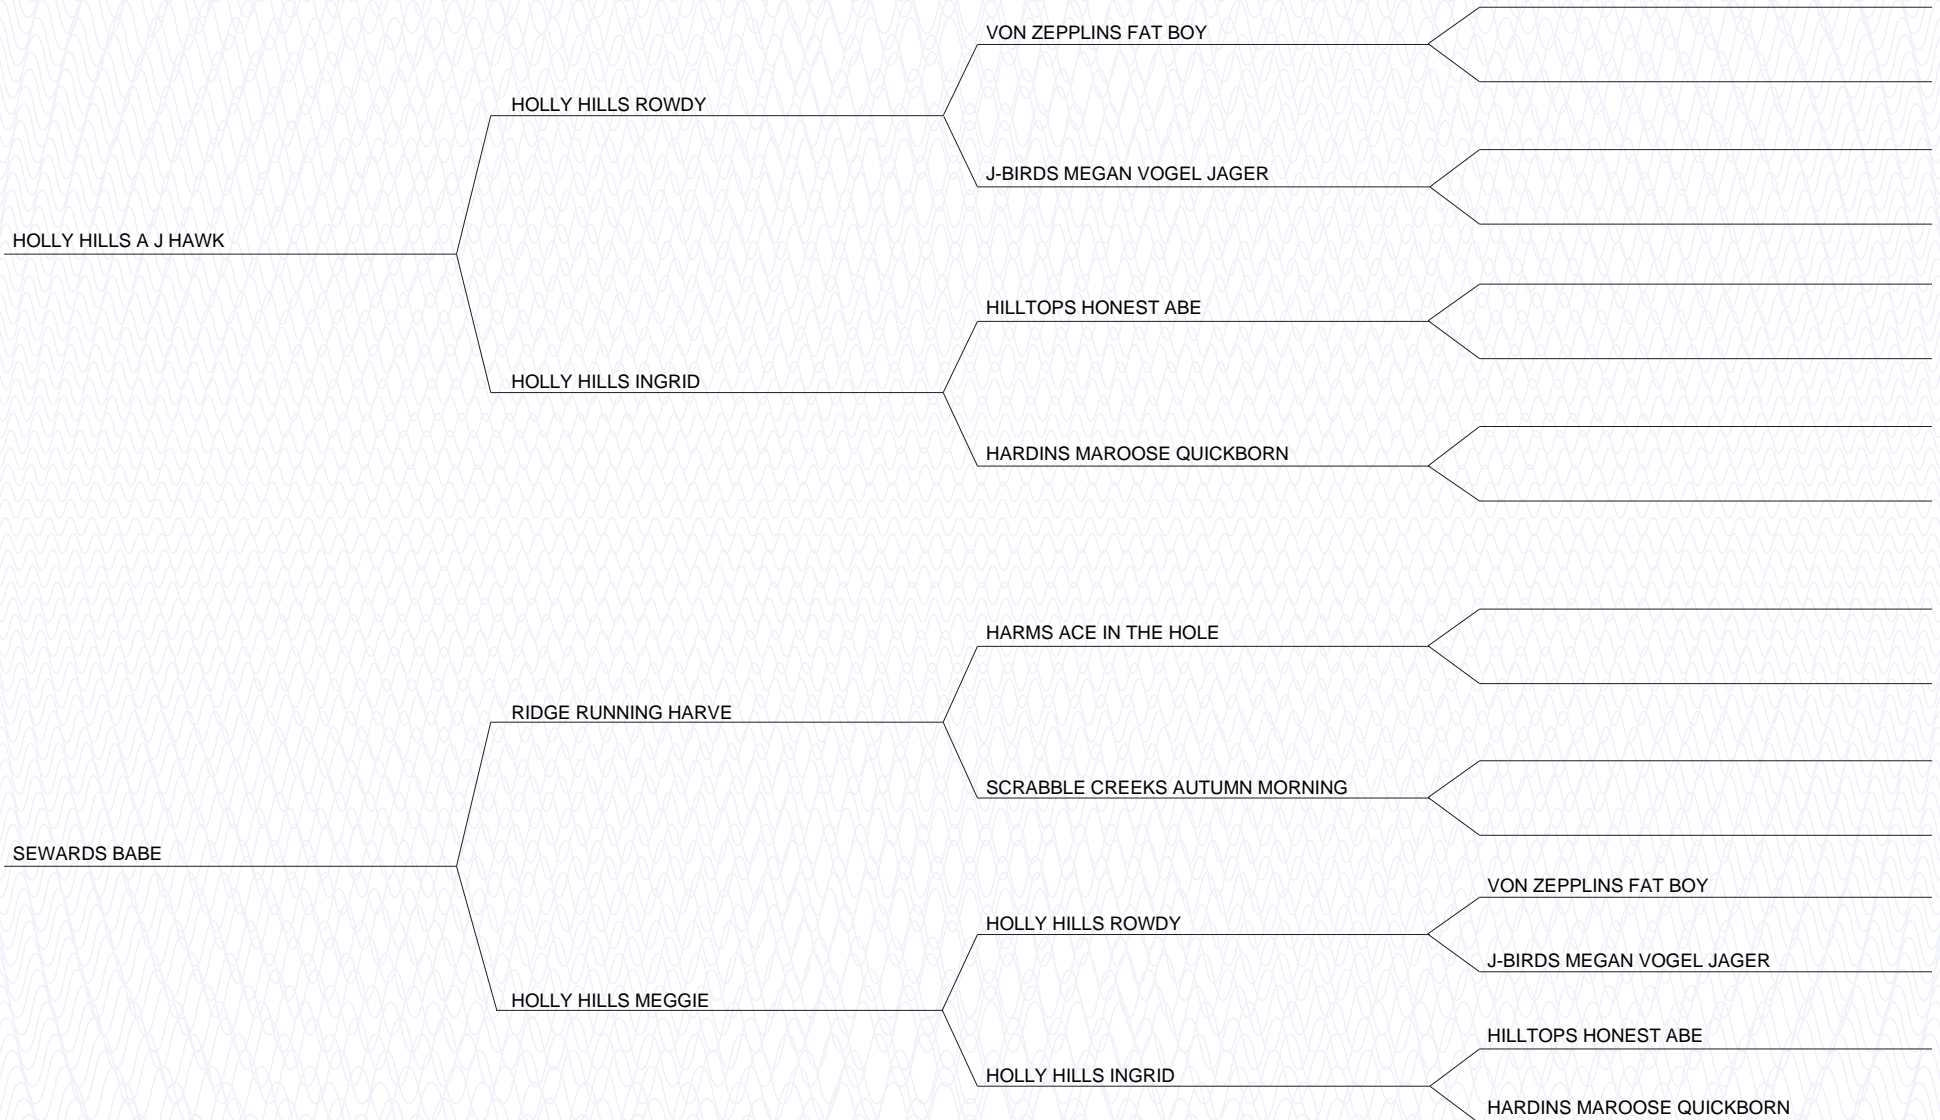 VON ZEPPLINS FAT BOY
HOLLY HILLS ROWDY
J-BIRDS MEGAN VOGEL JAGER
HOLLY HILLS A J HAWK
HILLTOPS HONEST ABE
HOLLY HILLS INGRID
HARDINS MAROOSE QUICKBORN
HARMS ACE IN THE HOLE
RIDGE RUNNING HARVE
SCRABBLE CREEKS AUTUMN MORNING
SEWARDS BABE
VON ZEPPLINS FAT BOY
HOLLY HILLS ROWDY
J-BIRDS MEGAN VOGEL JAGER
HOLLY HILLS MEGGIE
HILLTOPS HONEST ABE
HOLLY HILLS INGRID
HARDINS MAROOSE QUICKBORN